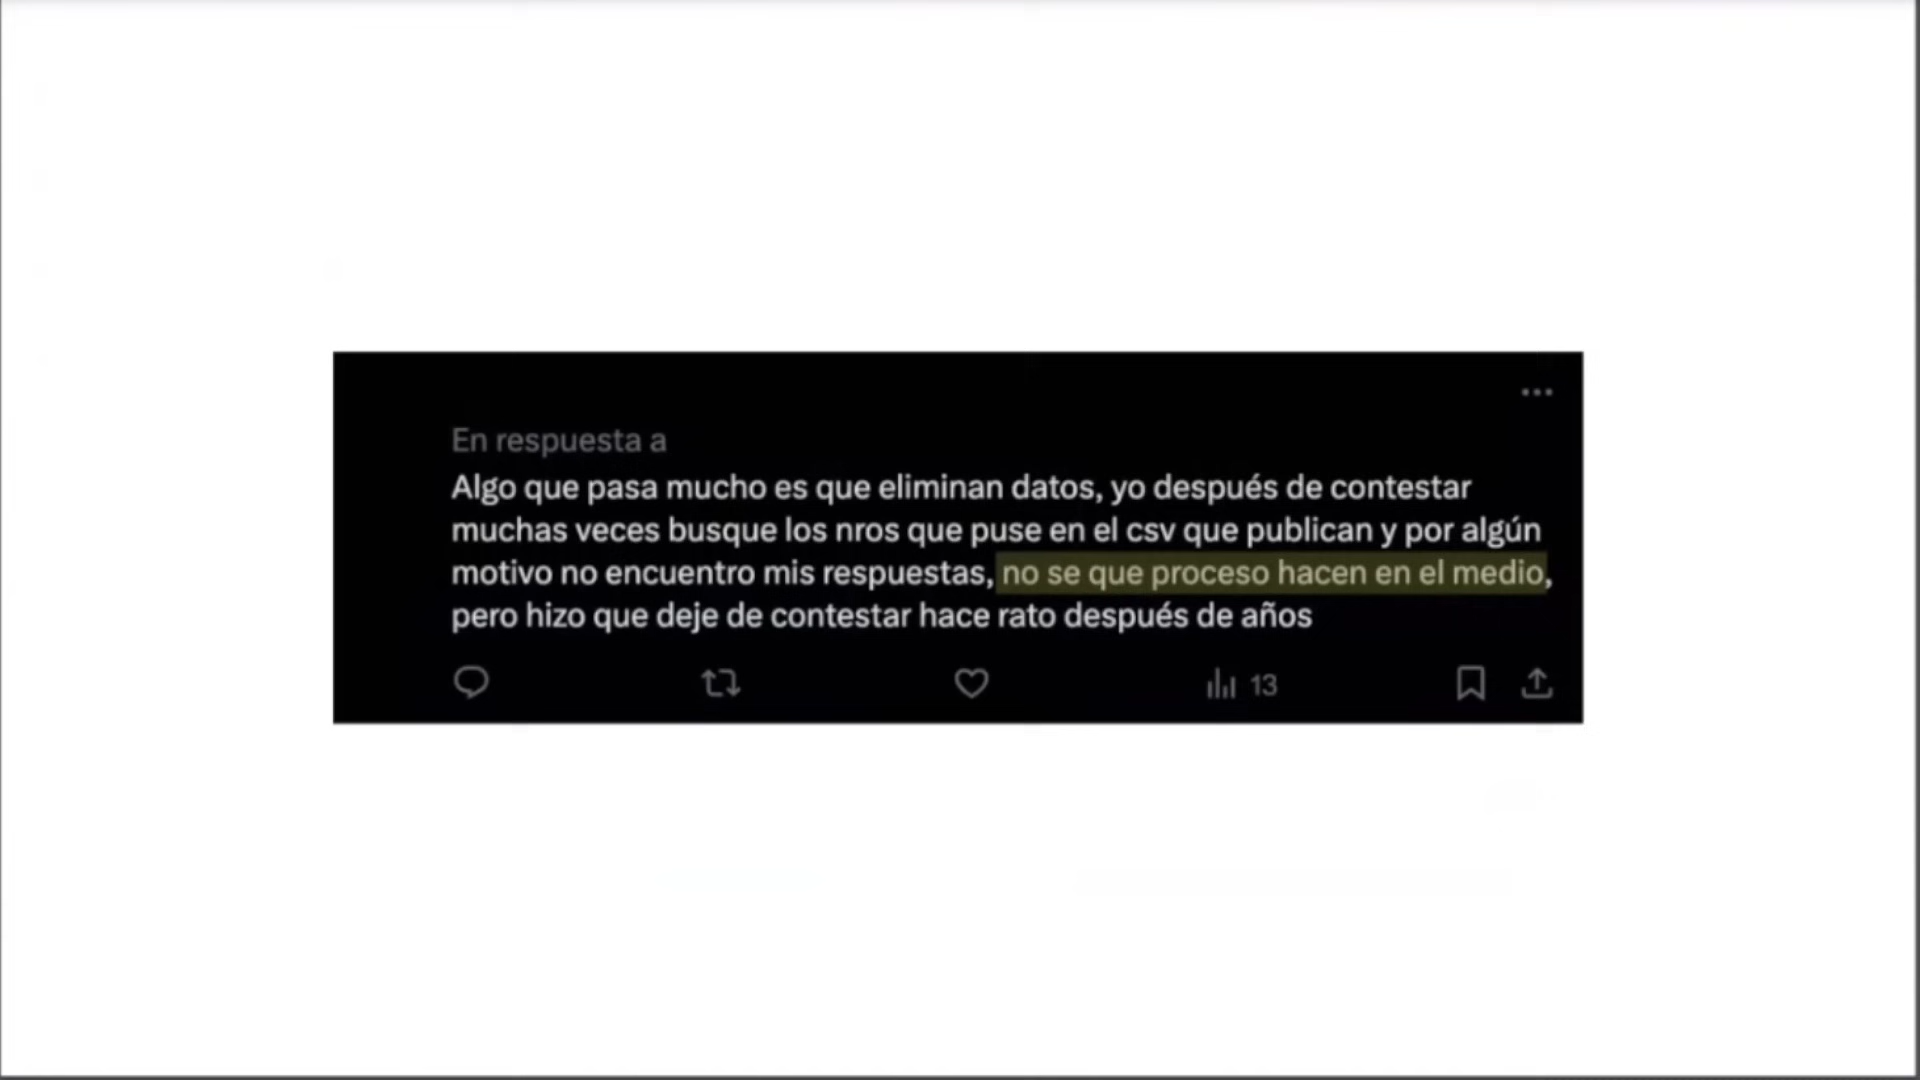 En respuesta a
Algo que pasa mucho es que eliminan datos, yo después de contestar
muchas veces busque los nros que puse en el csv que publican y por algún
motivo no encuentro mis respuestas, no se que proceso hacen en el medio,
pero hizo que deje de contestar hace rato después de años
13